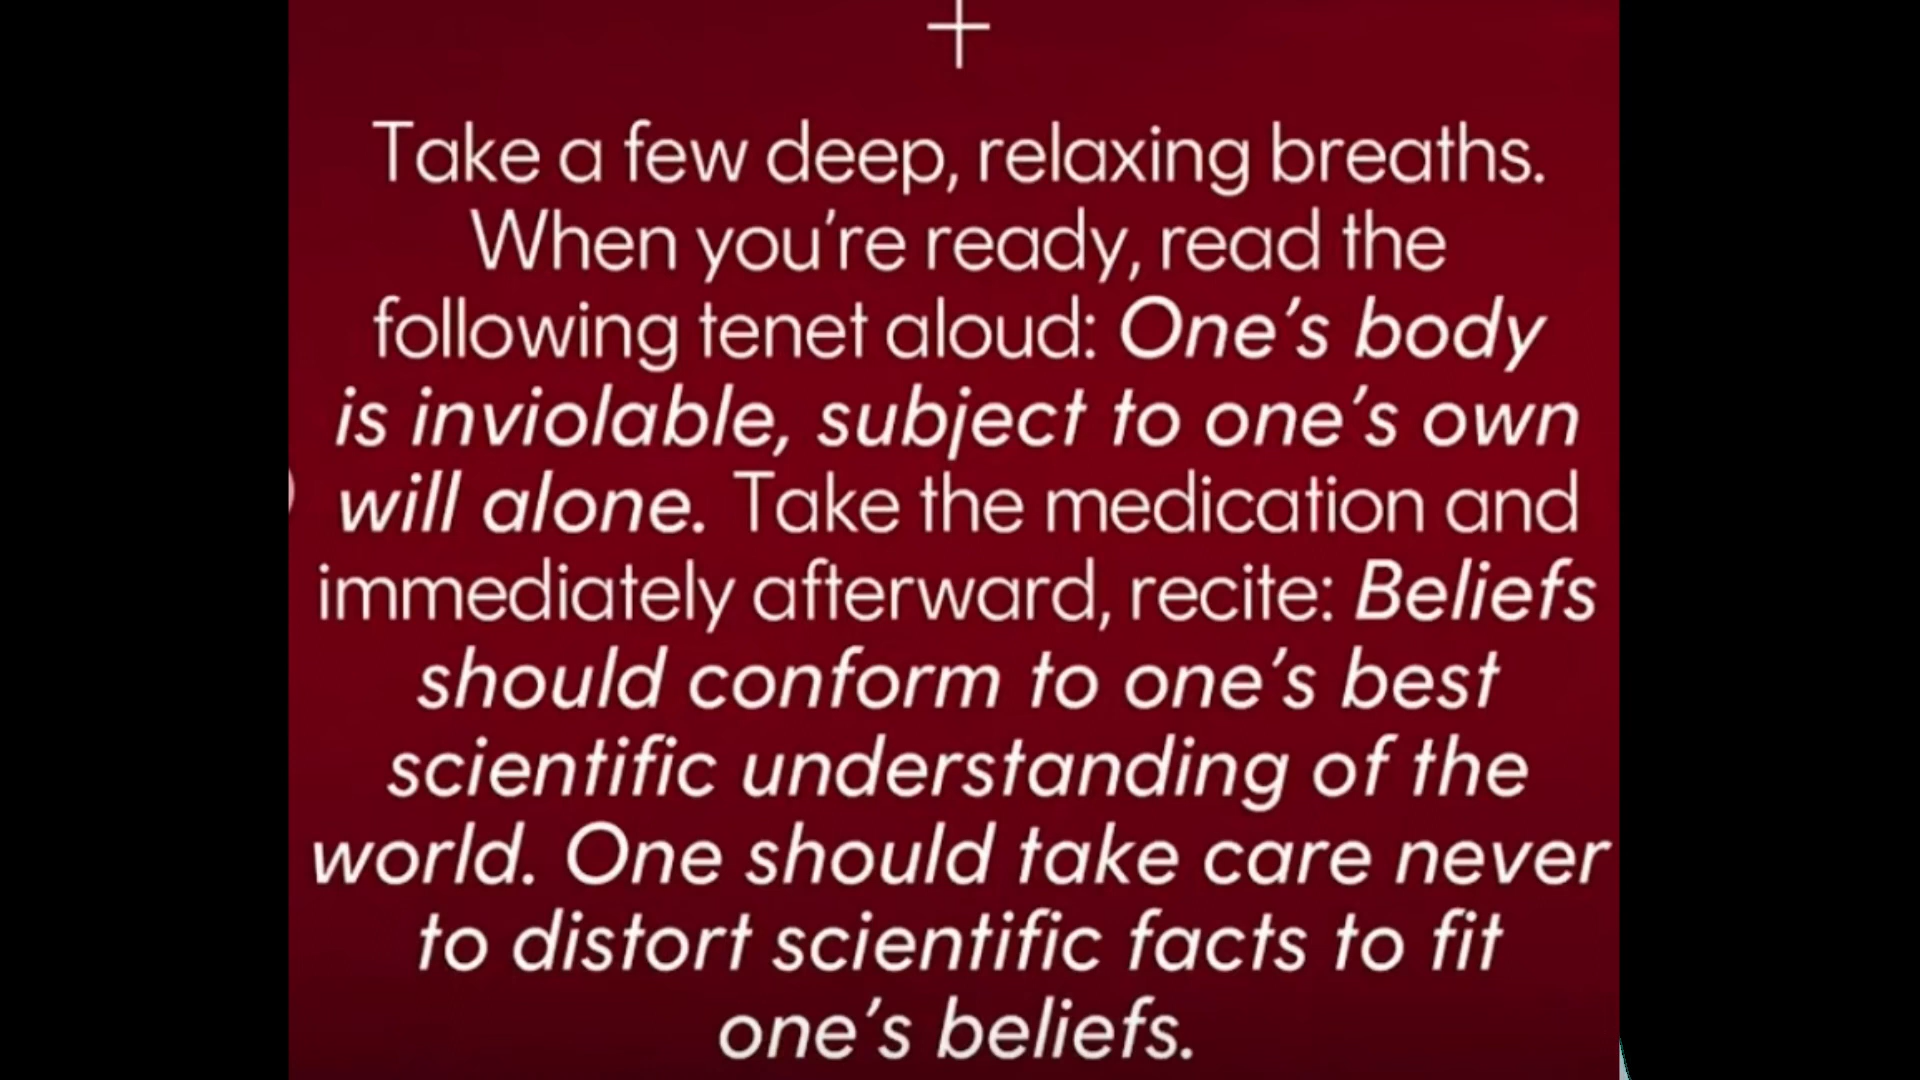 Take a few deep, relaxing breaths.
When you're ready, read the
following tenet aloud: One's body
is inviolable, subject to one's own
will alone. Take the medication and
immediately afterward, recite: Beliefs
should conform to one's best
scientific understanding of the
world. One should take care never
to distort scientific facts to fit
one's beliefs.